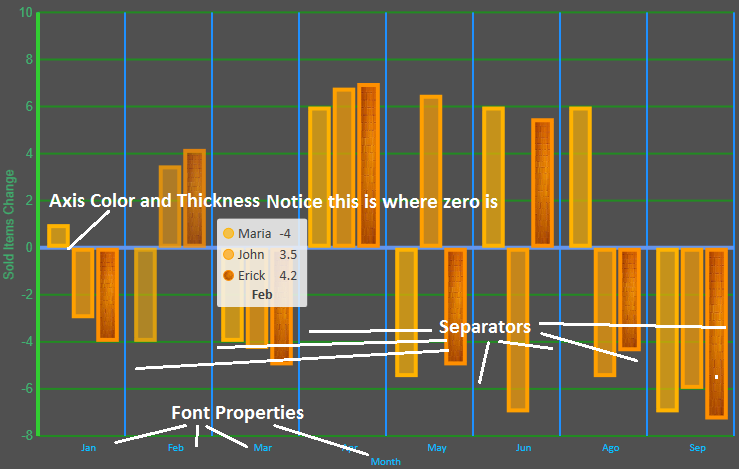 10
8
6
4
2
0
-2
-4
-6
-8
Sold Items Change
Axis Color and Thickness
Notice this is where zero is
Maria -4
John 3.5
Erick 4.2
Feb
Separators
Font Properties
Jan Feb Mar Apr May Jun Ago Sep
Month